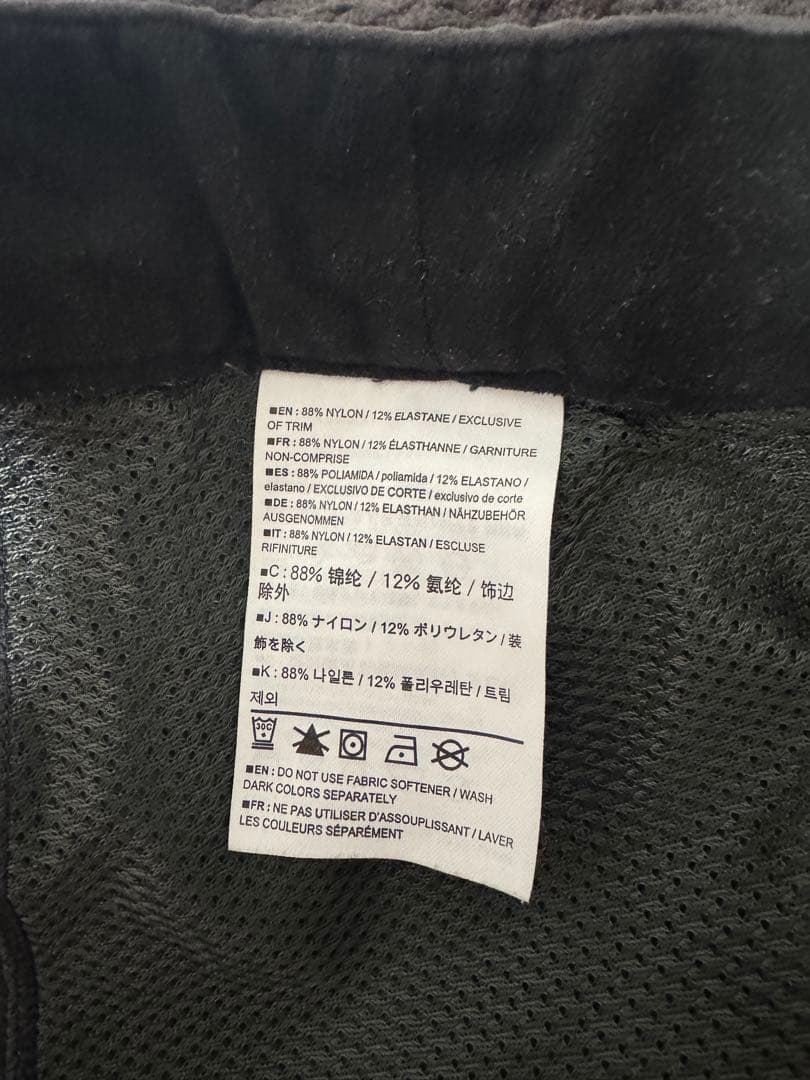 ■EN : 88% NYLON / 12% ELASTANE / EXCLUSIVE
OF TRIM
■FR : 88% NYLON / 12% ÉLASTHANNE / GARNITURE
NON-COMPRISE
■ES : 88% POLIAMIDA / poliamida / 12% ELASTANO /
elastano / EXCLUSIVO DE CORTE / exclusivo de corte
■DE : 88% NYLON / 12% ELASTHAN / NÄHZUBEHÖR
AUSGENOMMEN
■IT : 88% NYLON / 12% ELASTAN / ESCLUSE
RIFINITURE
■C : 88% 锦纶 / 12% 氨纶 / 饰边
除外
■J : 88% ナイロン / 12% ポリウレタン / 装
飾を除く
■K : 88% 나일론 / 12% 폴리우레탄 / 트림
제외
30C
■EN : DO NOT USE FABRIC SOFTENER / WASH
DARK COLORS SEPARATELY
■FR : NE PAS UTILISER D'ASSOUPLISSANT / LAVER
LES COULEURS SÉPARÉMENT